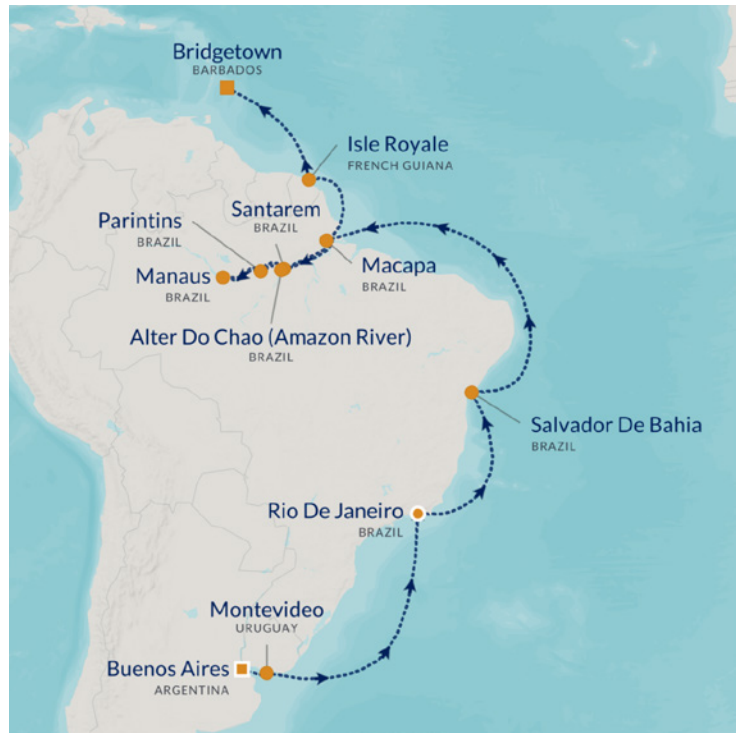 Bridgetown
BARBADOS
Isle Royale
FRENCH GUIANA
Santarem
BRAZIL
Parintins
BRAZIL
Macapa
BRAZIL
Manaus
BRAZIL
Alter Do Chao (Amazon River)
BRAZIL
Salvador De Bahia
BRAZIL
Rio De Janeiro
BRAZIL
Montevideo
URUGUAY
Buenos Aires
ARGENTINA